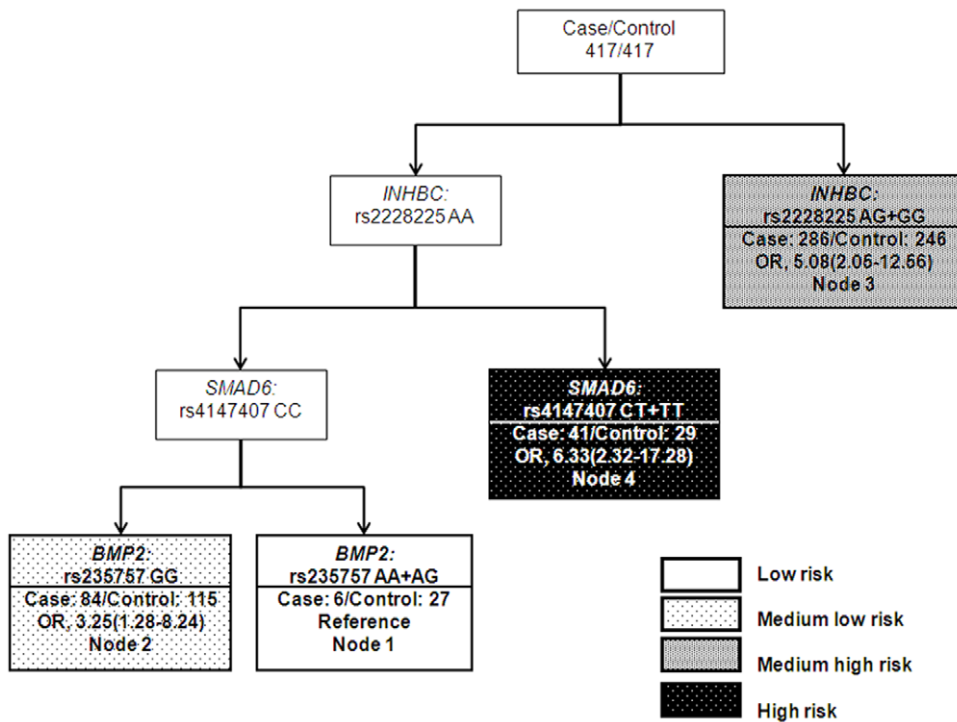 Case/Control
417/417
INHBC:
rs2228225 AA
INHBC:
rs2228225 AG+GG
Case: 286/Control: 246
OR, 5.08(2.05-12.56)
Node 3
SMAD6:
rs4147407 CC
SMAD6:
rs4147407 CT+TT
Case: 41/Control: 29
OR, 6.33(2.32-17.28)
Node 4
BMP2:
rs235757 GG
Case: 84/Control: 115
OR, 3.25(1.28-8.24)
Node 2
BMP2:
rs235757 AA+AG
Case: 6/Control: 27
Reference
Node 1
Low risk
Medium low risk
Medium high risk
High risk